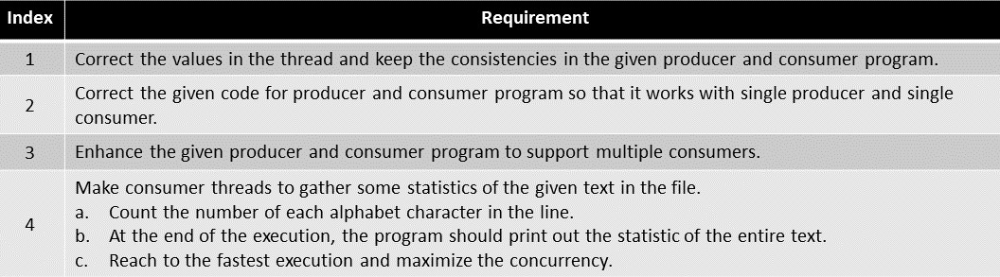 Index Requirement
1 Correct the values in the thread and keep the consistencies in the given producer and consumer program.
2 Correct the given code for producer and consumer program so that it works with single producer and single
consumer.
3 Enhance the given producer and consumer program to support multiple consumers.
4 Make consumer threads to gather some statistics of the given text in the file.
a. Count the number of each alphabet character in the line.
b. At the end of the execution, the program should print out the statistic of the entire text.
c. Reach to the fastest execution and maximize the concurrency.